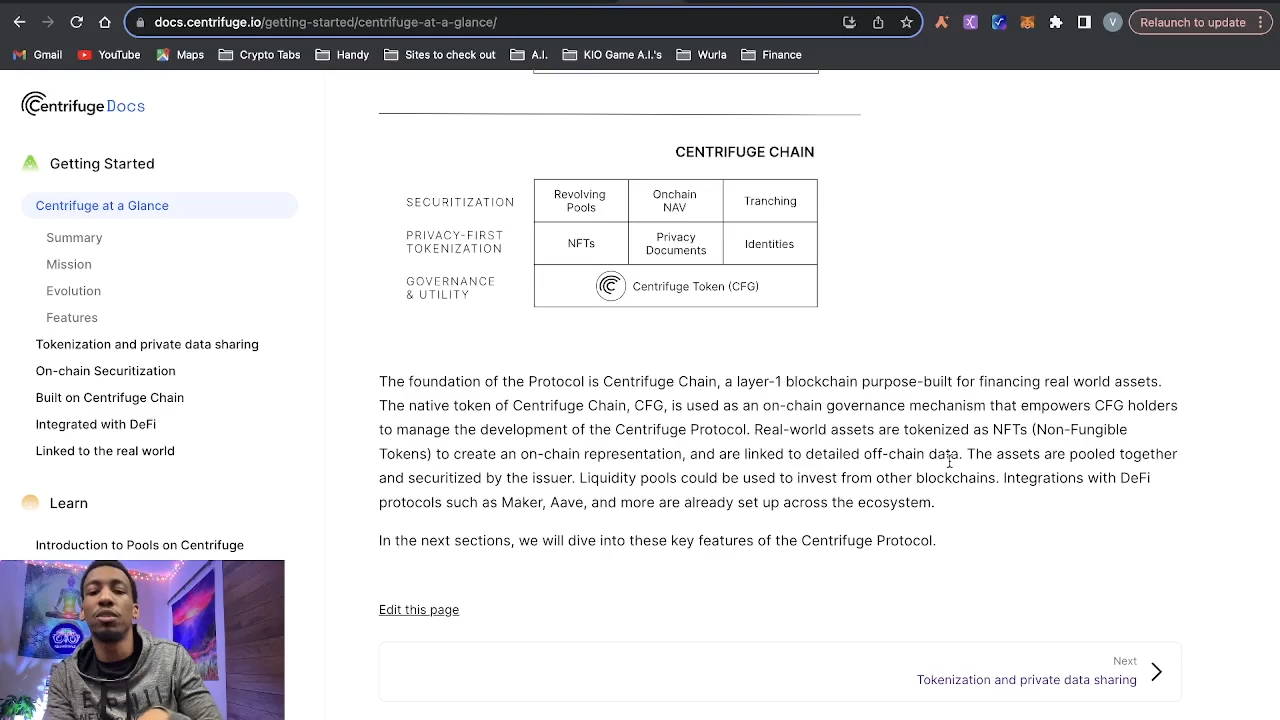 docs.centrifuge.io/getting-started/centrifuge-at-a-glance/
V
Relaunch to update
Gmail YouTube Maps Crypto Tabs Handy Sites to check out A.I. KIO Game A.I.'s Wurla Finance
Centrifuge Docs
Getting Started
Centrifuge at a Glance
Summary
Mission
Evolution
Features
Tokenization and private data sharing
On-chain Securitization
Built on Centrifuge Chain
Integrated with DeFi
Linked to the real world
Learn
Introduction to Pools on Centrifuge
CENTRIFUGE CHAIN
SECURITIZATION
Revolving
Pools
Onchain
NAV
Tranching
PRIVACY-FIRST
TOKENIZATION
NFTs
Privacy
Documents
Identities
GOVERNANCE
& UTILITY
Centrifuge Token (CFG)
The foundation of the Protocol is Centrifuge Chain, a layer-1 blockchain purpose-built for financing real world assets.
The native token of Centrifuge Chain, CFG, is used as an on-chain governance mechanism that empowers CFG holders
to manage the development of the Centrifuge Protocol. Real-world assets are tokenized as NFTs (Non-Fungible
Tokens) to create an on-chain representation, and are linked to detailed off-chain data. The assets are pooled together
and securitized by the issuer. Liquidity pools could be used to invest from other blockchains. Integrations with DeFi
protocols such as Maker, Aave, and more are already set up across the ecosystem.
In the next sections, we will dive into these key features of the Centrifuge Protocol.
Edit this page
Next
Tokenization and private data sharing